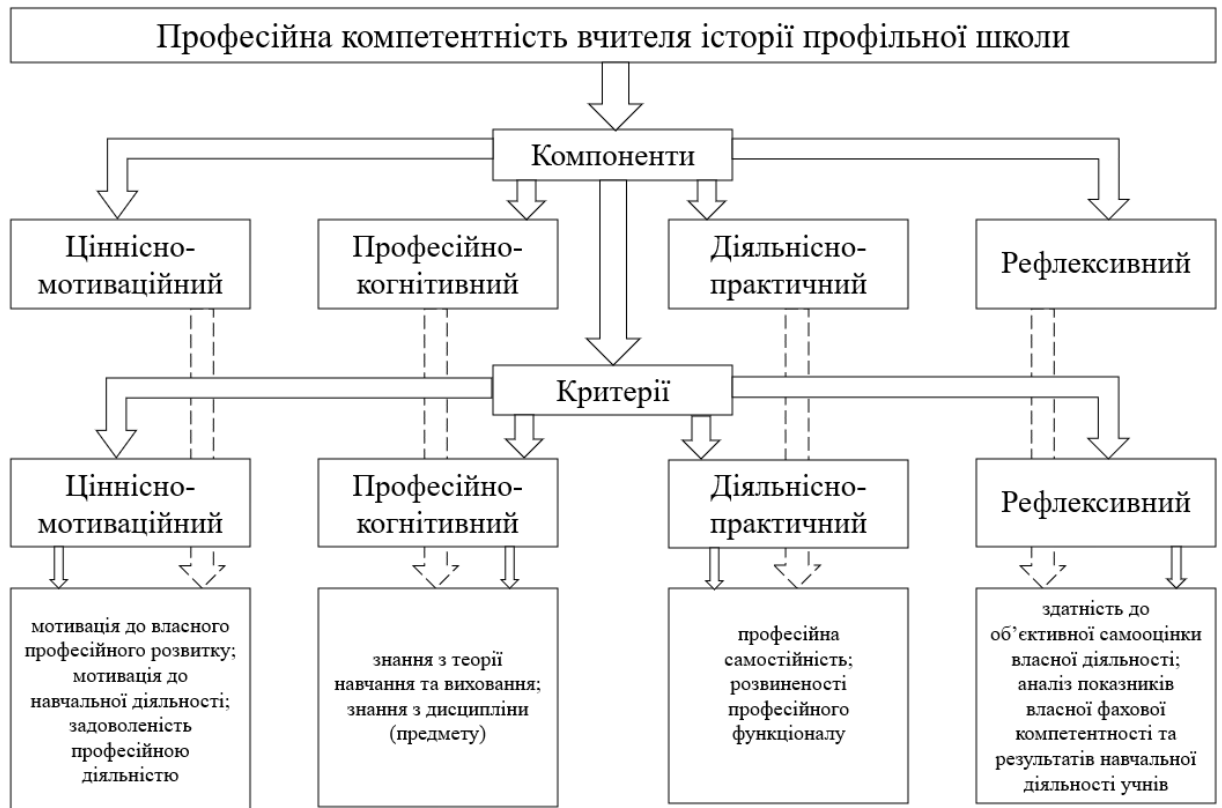 Професійна компетентність вчителя історії профільної школи
Компоненти
Ціннісно-
мотиваційний
Професійно-
когнітивний
Діяльнісно-
практичний
Рефлексивний
Критерії
Ціннісно-
мотиваційний
Професійно-
когнітивний
Діяльнісно-
практичний
Рефлексивний
мотивація до власного
професійного розвитку;
мотивація до
навчальної діяльності;
задоволеність
професійною
діяльністю
знання з теорії
навчання та виховання;
знання з дисципліни
(предмету)
професійна
самостійність;
розвиненості
професійного
функціоналу
здатність до
об’єктивної самооцінки
власної діяльності;
аналіз показників
власної фахової
компетентності та
результатів навчальної
діяльності учнів